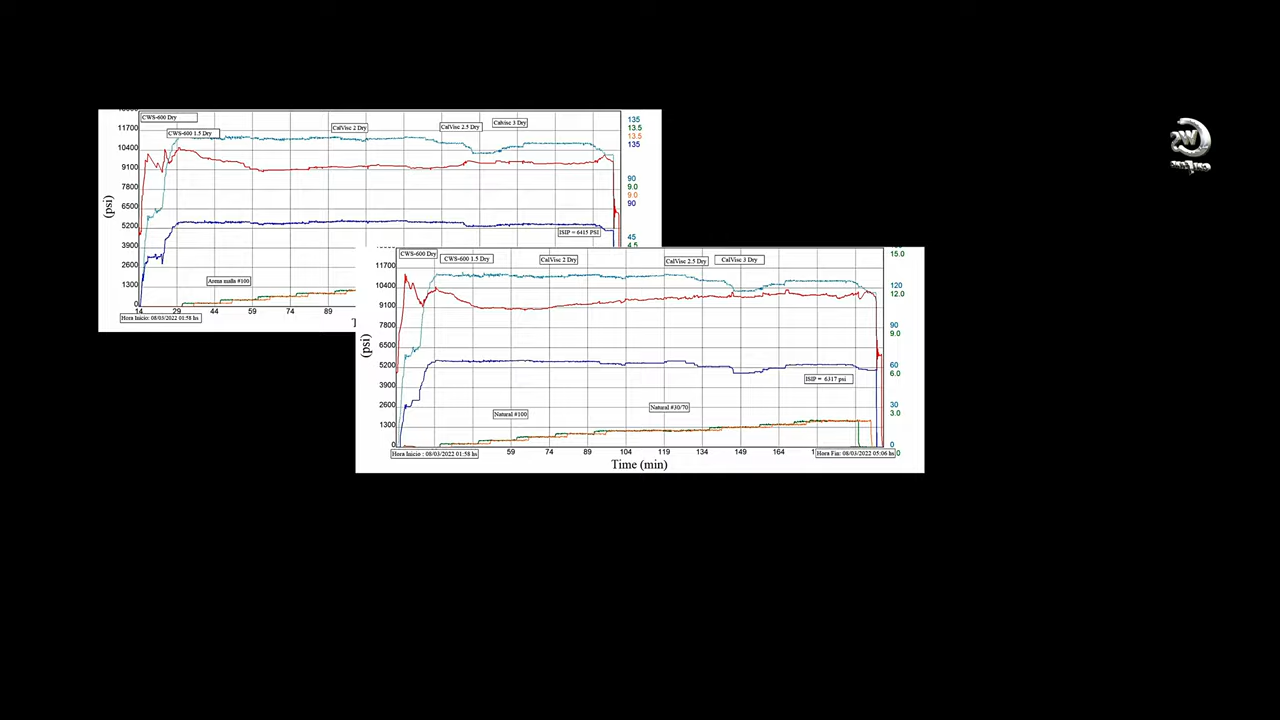 CWS-600 Dry
CWS-600 1.5 Dry
CalVisc 2 Dry
CalVisc 2.5 Dry
Calvisc 3 Dry
135
13.5
13.5
135
11700
10400
9100
7800
6500
5200
3900
2600
1300
0
(psi)
90
9.0
9.0
90
45
4.5
ISIP = 6415 PSI
Arena malla #100
14 29 44 59 74 89
Hora Inicio: 08/03/2022 01:58 hs
CWS-600 Dry
CWS-600 1.5 Dry
CalVisc 2 Dry
CalVisc 2.5 Dry
CalVisc 3 Dry
15.0
120
12.0
90
9.0
60
6.0
30
3.0
0
0
11700
10400
9100
7800
6500
5200
2600
1300
0
(psi)
ISIP = 6317 psi
Natural #100
Natural #30/70
59 74 89 104 119 134 149 164
Hora Inicio : 08/03/2022 01:58 hs
Hora Fin: 08/03/2022 05:06 hs
Time (min)